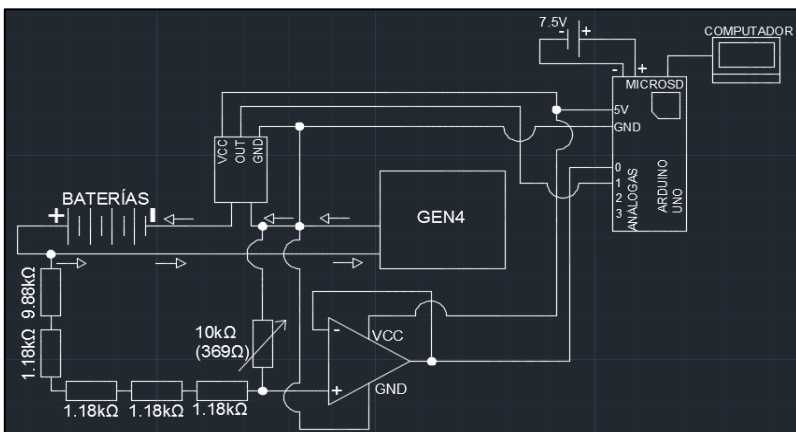 7.5V
- +
COMPUTADOR
- +
MICROSD
5V
GND
0
1
2
3
ANÁLOGAS
ARDUINO
UNO
VCC
OUT
GND
BATERÍAS
+ -
GEN4
9.88kΩ
1.18kΩ
1.18kΩ
1.18kΩ
1.18kΩ
10kΩ
(369Ω)
-
+
VCC
GND